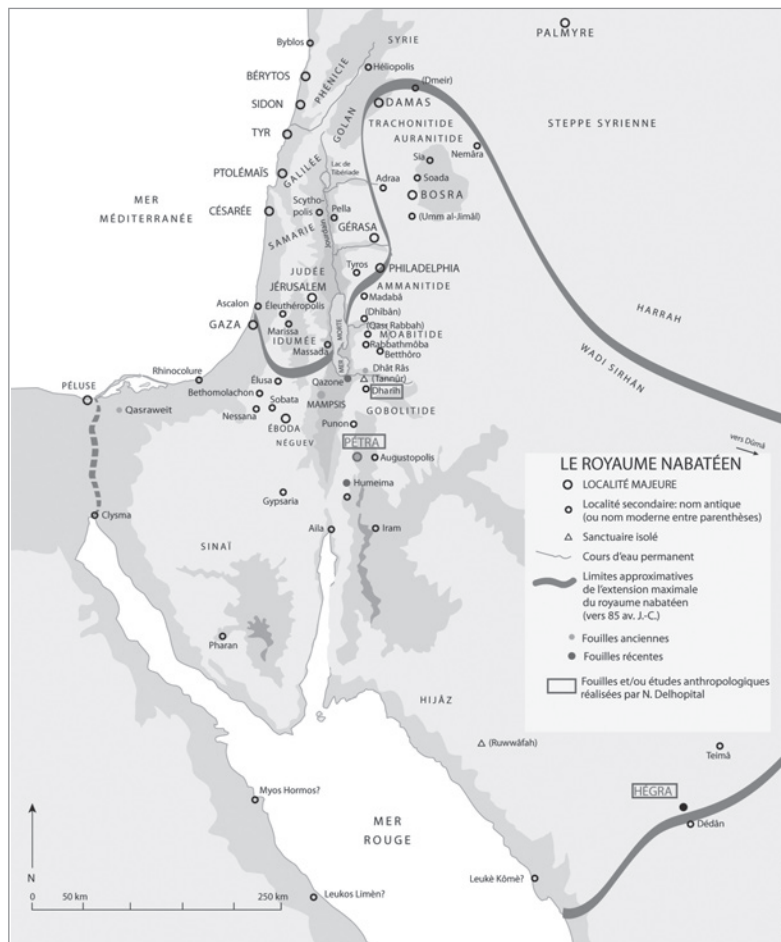 Byblos
SYRIE
PALMYRE
BÉRYTOS
PHÉNICIE
Héliopolis
(Dmeir)
SIDON
DAMAS
GOLAN
TRACHONITIDE
STEPPE SYRIENNE
TYR
AURANITIDE
Nemâra
Sia
Lac de
Tibériade
PTOLÉMAÏS
GALILÉE
Adraa
Soada
BOSRA
MER
MÉDITERRANÉE
CÉSARÉE
Scytho-
polis
Pella
(Umm al-Jimâl)
SAMARIE
Jourdain
GÉRASA
Tyros
PHILADELPHIA
JUDÉE
JÉRUSALEM
AMMANITIDE
Madabâ
Ascalon
Éleuthéropolis
(Dhîbân)
HARRAH
GAZA
Marissa
(Qasr Rabbah)
MOABITIDE
IDUMÉE
Massada
MER MORTE
Rabbathmôba
Betthôro
WADI SIRHÂN
Rhinocolure
Dhât Râs
Élusa
Qazone
(Tannûr)
PÉLUSE
Bethomolachon
MAMPSIS
Dharih
Qasraweit
Sobata
Nessana
GOBOLITIDE
ÉBODA
Punon
NÉGUEV
PÉTRA
vers Dûmâ
Augustopolis
Humeima
Gypsaria
Clysma
Aila
Iram
SINAÏ
Pharan
HIJÂZ
(Ruwwâfah)
Teimâ
HÉGRA
Dédân
Myos Hormos?
MER
ROUGE
Leukè Kômè?
Leukos Limèn?
N
0 50 km 250 km
LE ROYAUME NABATÉEN
LOCALITÉ MAJEURE
Localité secondaire: nom antique
(ou nom moderne entre parenthèses)
Sanctuaire isolé
Cours d'eau permanent
Limites approximatives
de l'extension maximale
du royaume nabatéen
(vers 85 av. J.-C.)
Fouilles anciennes
Fouilles récentes
Fouilles et/ou études anthropologiques
réalisées par N. Delhopital